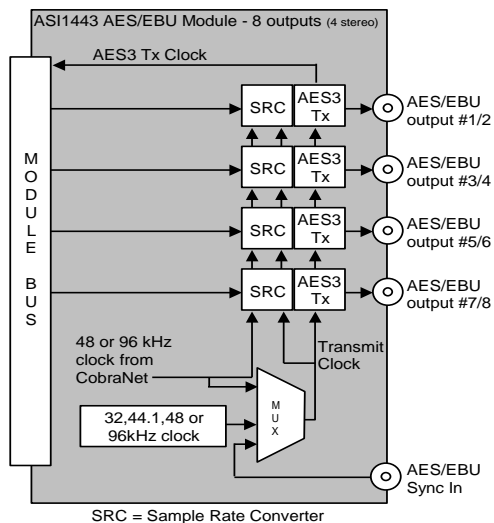 ASI1443 AES/EBU Module - 8 outputs (4 stereo)
AES3 Tx Clock
MODULE BUS
SRC
AES3
Tx
AES/EBU
output #1/2
SRC
AES3
Tx
AES/EBU
output #3/4
SRC
AES3
Tx
AES/EBU
output #5/6
SRC
AES3
Tx
AES/EBU
output #7/8
48 or 96 kHz
clock from
CobraNet
Transmit
Clock
MUX
32,44.1,48 or
96kHz clock
AES/EBU
Sync In
SRC = Sample Rate Converter